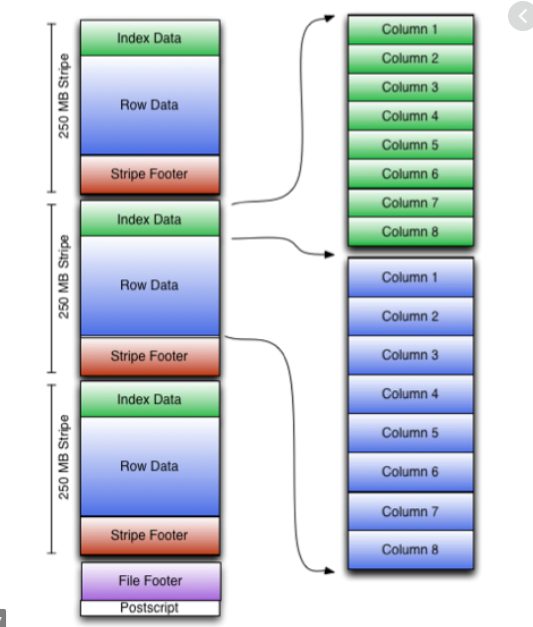 250 MB Stripe
Index Data
Row Data
Stripe Footer
250 MB Stripe
Index Data
Row Data
Stripe Footer
250 MB Stripe
Index Data
Row Data
Stripe Footer
File Footer
Postscript
Column 1
Column 2
Column 3
Column 4
Column 5
Column 6
Column 7
Column 8
Column 1
Column 2
Column 3
Column 4
Column 5
Column 6
Column 7
Column 8